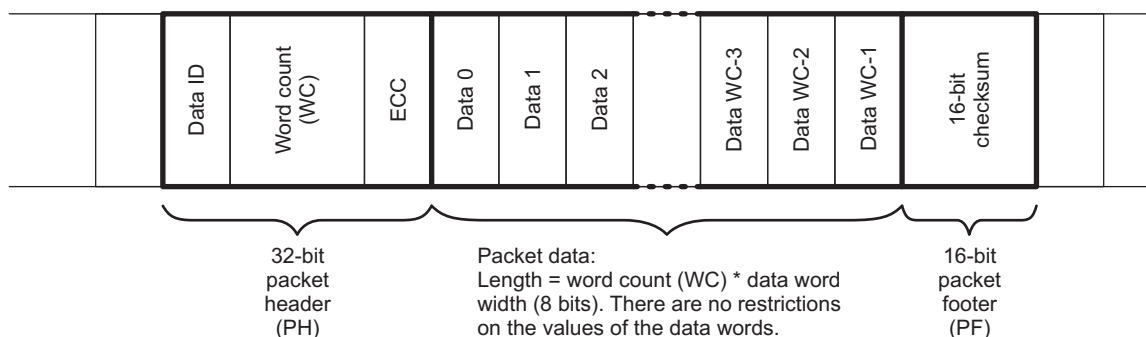 Data ID
Word count
(WC)
ECC
Data 0
Data 1
Data 2
Data WC-3
Data WC-2
Data WC-1
16-bit
checksum
32-bit
packet
header
(PH)
Packet data:
Length = word count (WC) * data word
width (8 bits). There are no restrictions
on the values of the data words.
16-bit
packet
footer
(PF)